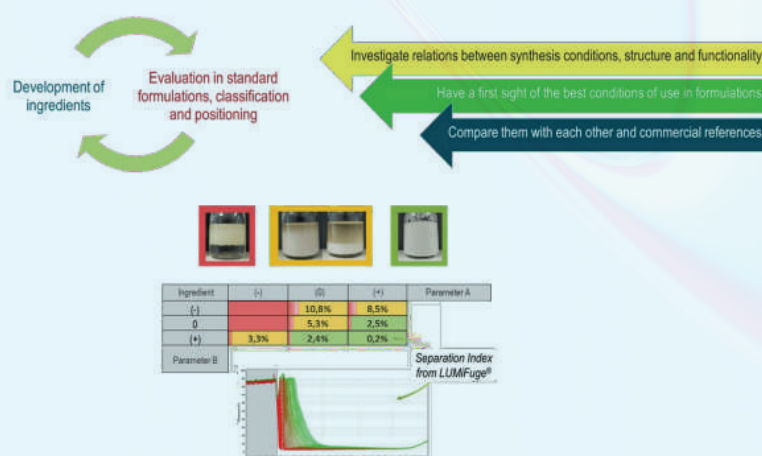 Development of
ingredients
Evaluation in standard
formulations, classification
and positioning
Investigate relations between synthesis conditions, structure and functionality
Have a first sight of the best conditions of use in formulations
Compare them with each other and commercial references
Ingredient (-) (0) (+) Parameter A
(-) 10,8% 8,5%
0 5,3% 2,5%
(+) 3,3% 2,4% 0,2%
Parameter B
Separation Index
from LUMiFuge®